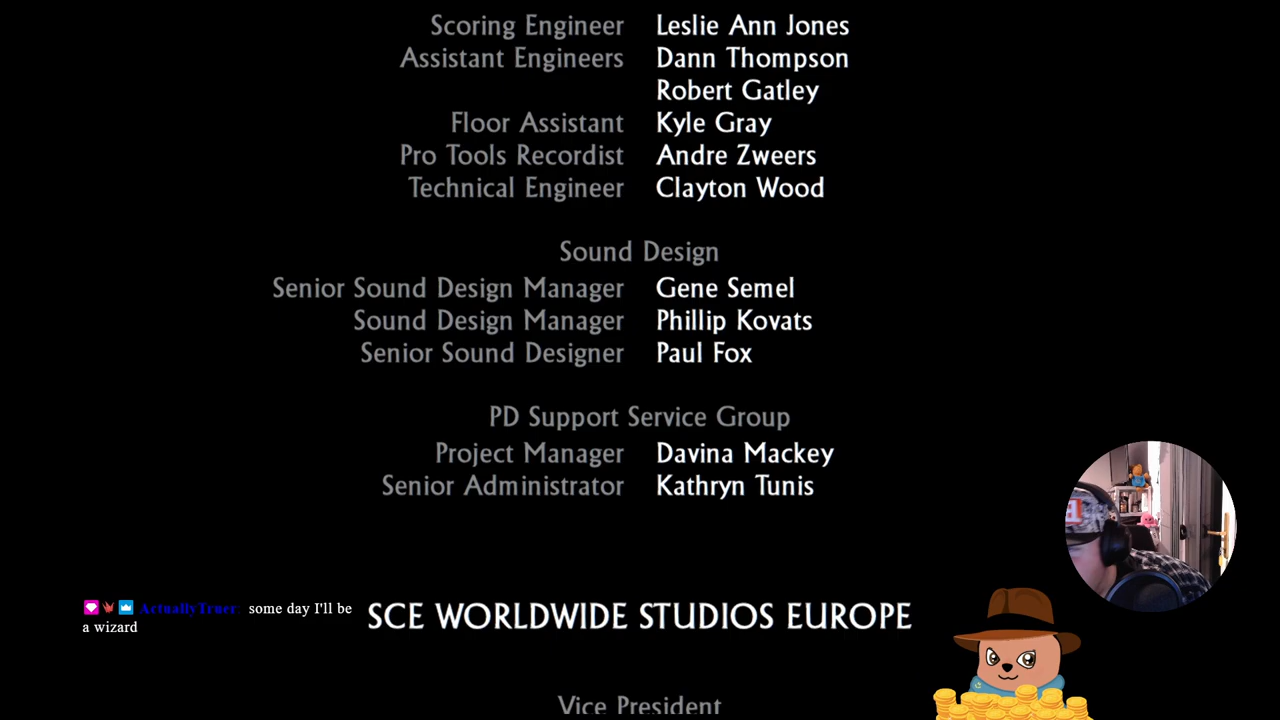 Scoring Engineer Leslie Ann Jones
Assistant Engineers Dann Thompson
Robert Gatley
Floor Assistant Kyle Gray
Pro Tools Recordist Andre Zweers
Technical Engineer Clayton Wood
Sound Design
Senior Sound Design Manager Gene Semel
Sound Design Manager Phillip Kovats
Senior Sound Designer Paul Fox
PD Support Service Group
Project Manager Davina Mackey
Senior Administrator Kathryn Tunis
ActuallyTruer some day I'll be
a wizard
SCE WORLDWIDE STUDIOS EUROPE
Vice President